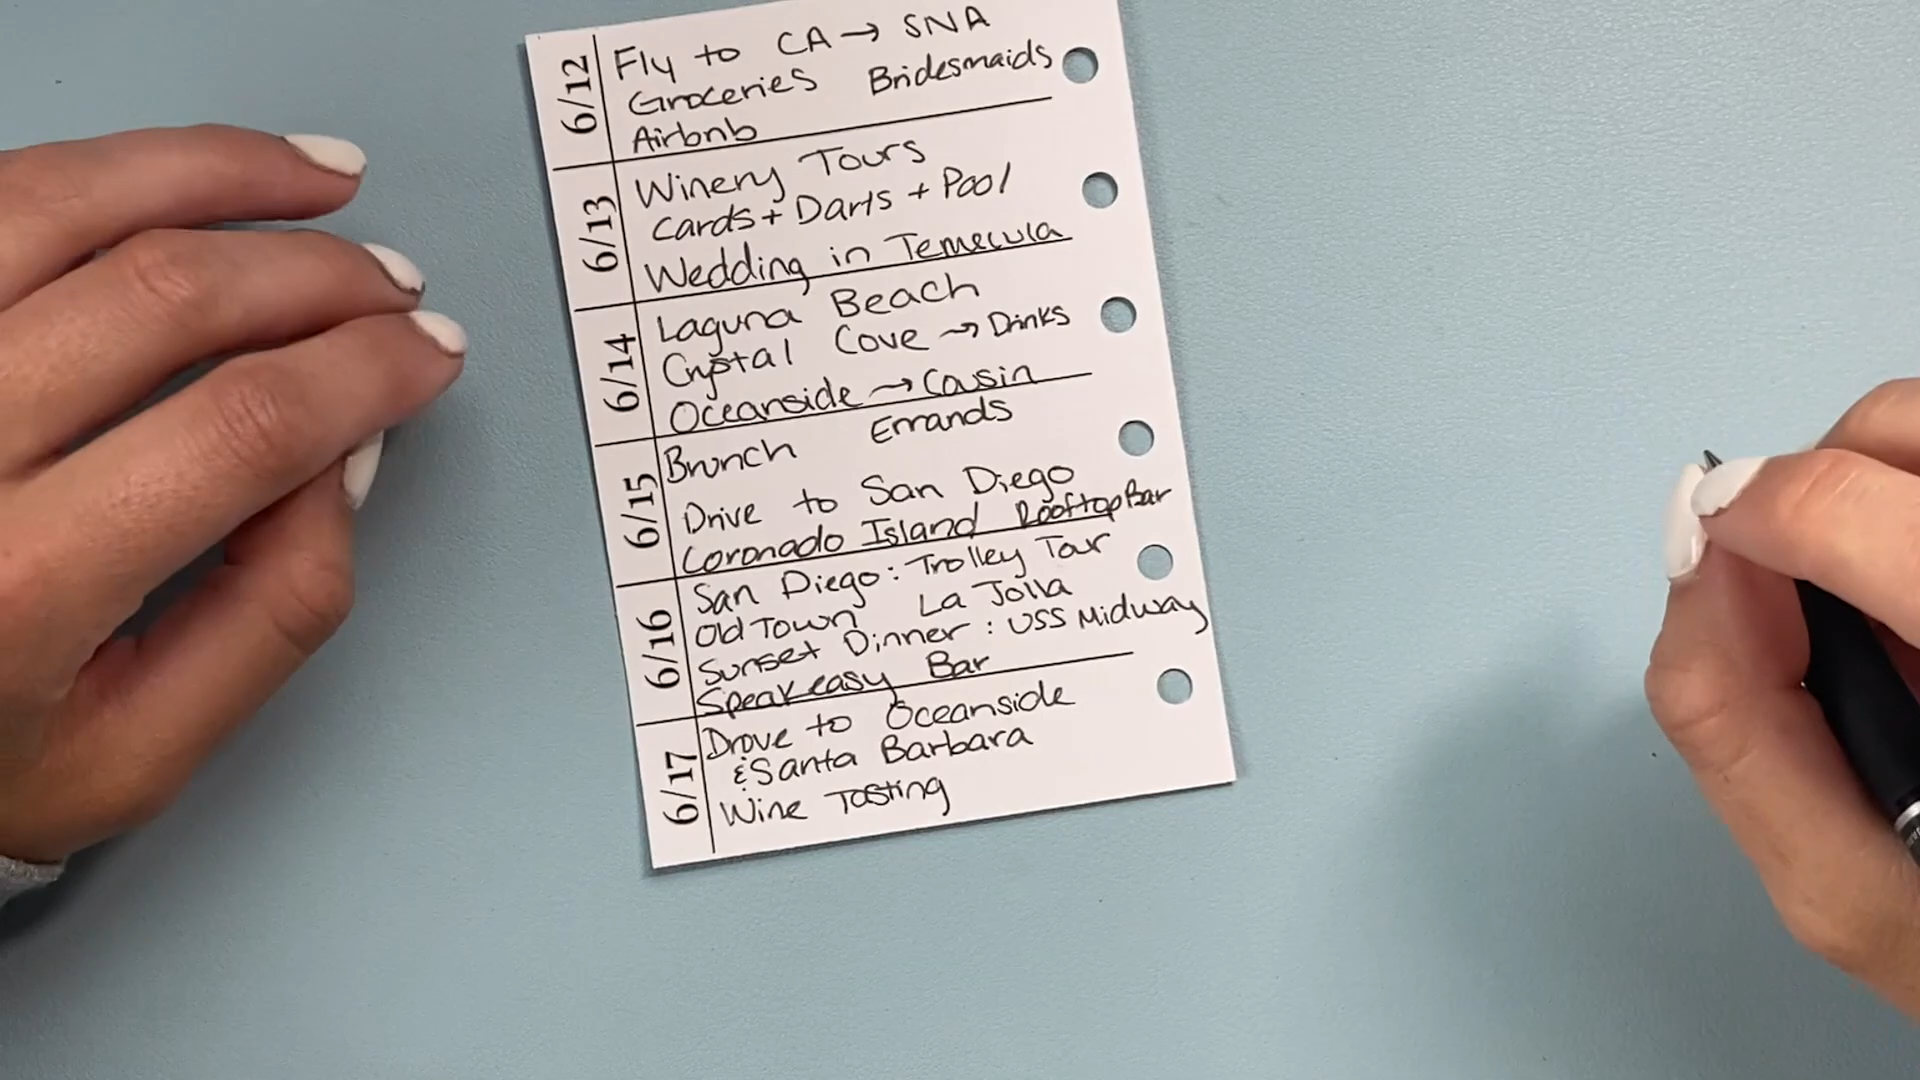 6/12
Fly to CA → SNA
Groceries Bridesmaids
Airbnb
6/13
Winery Tours
Cards + Darts + Pool
Wedding in Temecula
6/14
Laguna Beach
Crystal Cove → Drinks
Oceanside → Cousin
6/15
Brunch Errands
Drive to San Diego
Coronado Island Rooftop Bar
6/16
San Diego: Trolley Tour
Old Town La Jolla
Sunset Dinner: USS Midway
Speakeasy Bar
6/17
Drove to Oceanside
& Santa Barbara
Wine Tasting